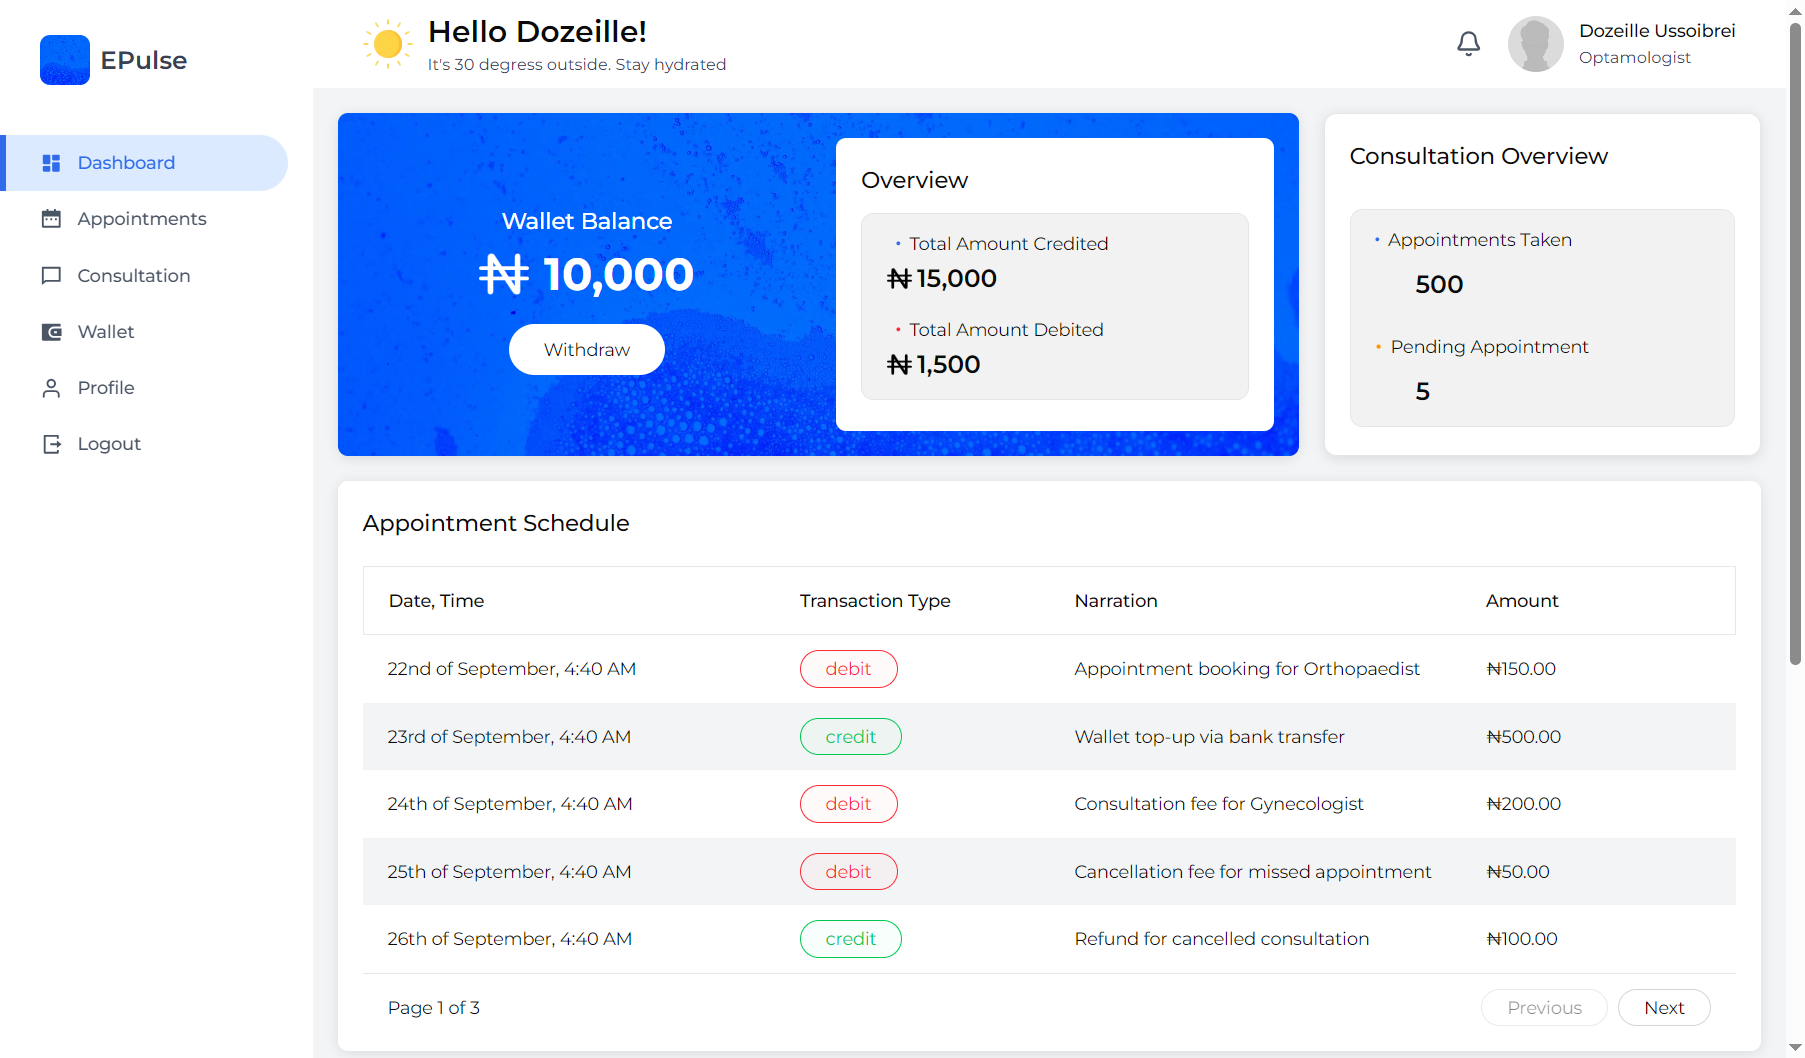 EPulse
Dashboard
Appointments
Consultation
Wallet
Profile
Logout
Hello Dozeille!
It's 30 degress outside. Stay hydrated
Dozeille Ussoibrei
Optamologist
Wallet Balance
₦ 10,000
Withdraw
Overview
• Total Amount Credited
₦ 15,000
• Total Amount Debited
₦ 1,500
Consultation Overview
• Appointments Taken
500
• Pending Appointment
5
Appointment Schedule
Date, Time Transaction Type Narration Amount
22nd of September, 4:40 AM debit Appointment booking for Orthopaedist ₦150.00
23rd of September, 4:40 AM credit Wallet top-up via bank transfer ₦500.00
24th of September, 4:40 AM debit Consultation fee for Gynecologist ₦200.00
25th of September, 4:40 AM debit Cancellation fee for missed appointment ₦50.00
26th of September, 4:40 AM credit Refund for cancelled consultation ₦100.00
Page 1 of 3 Previous Next